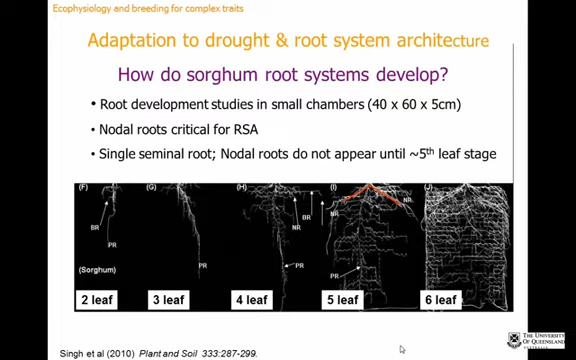 Ecophysiology and breeding for complex traits
Adaptation to drought & root system architecture
How do sorghum root systems develop?
• Root development studies in small chambers (40 x 60 x 5cm)
• Nodal roots critical for RSA
• Single seminal root; Nodal roots do not appear until ~5th leaf stage
(F) (G) (H) (I) (J)
BR NR BR NR NR
PR PR PR PR
(Sorghum)
2 leaf 3 leaf 4 leaf 5 leaf 6 leaf
THE UNIVERSITY
OF QUEENSLAND
AUSTRALIA
Singh et al (2010) Plant and Soil 333:287-299.